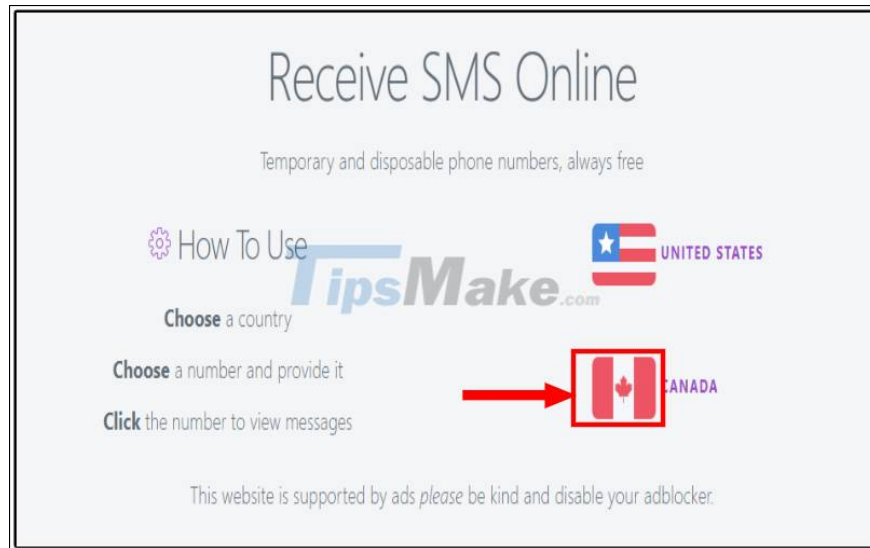 Receive SMS Online
Temporary and disposable phone numbers, always free
How To Use
UNITED STATES
TipsMake.com
Choose a country
Choose a number and provide it
CANADA
Click the number to view messages
This website is supported by ads please be kind and disable your adblocker.